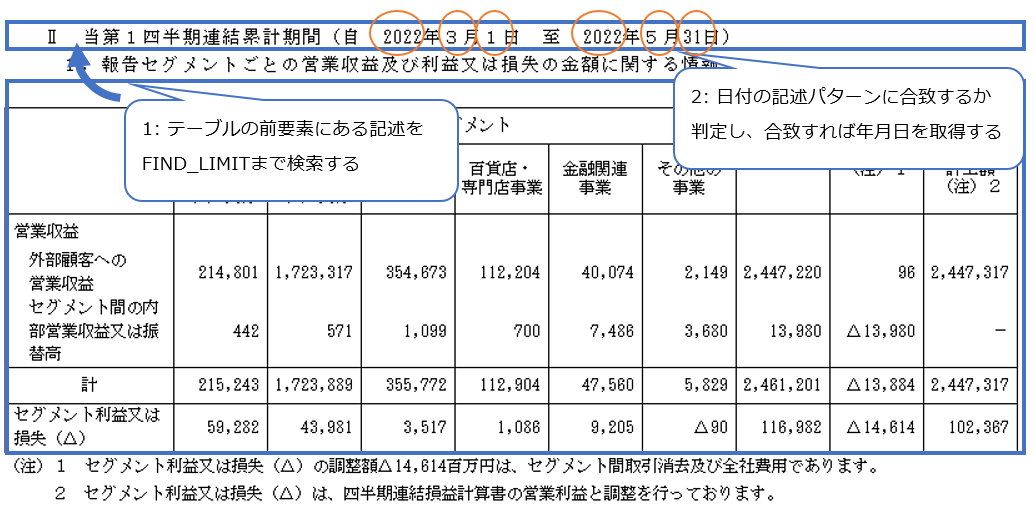 Ⅱ 当第１四半期連結累計期間（自 2022年３月１日 至 2022年５月31日）
１．報告セグメントごとの営業収益及び利益又は損失の金額に関する情報
1: テーブルの前要素にある記述を
FIND_LIMITまで検索する
2: 日付の記述パターンに合致するか
判定し、合致すれば年月日を取得する
メント
百貨店・ 金融関連 その他の （注）１ 計上額
専門店事業 事業 事業 （注）２
営業収益
外部顧客への
営業収益 214,801 1,723,317 354,673 112,204 40,074 2,149 2,447,220 96 2,447,317
セグメント間の内
部営業収益又は振 442 571 1,099 700 7,486 3,680 13,980 △13,980 －
替高
計 215,243 1,723,889 355,772 112,904 47,560 5,829 2,461,201 △13,884 2,447,317
セグメント利益又は
損失（△） 59,282 43,981 3,517 1,086 9,205 △90 116,982 △14,614 102,367
（注）１ セグメント利益又は損失（△）の調整額△14,614百万円は、セグメント間取引消去及び全社費用であります。
２ セグメント利益又は損失（△）は、四半期連結損益計算書の営業利益と調整を行っております。